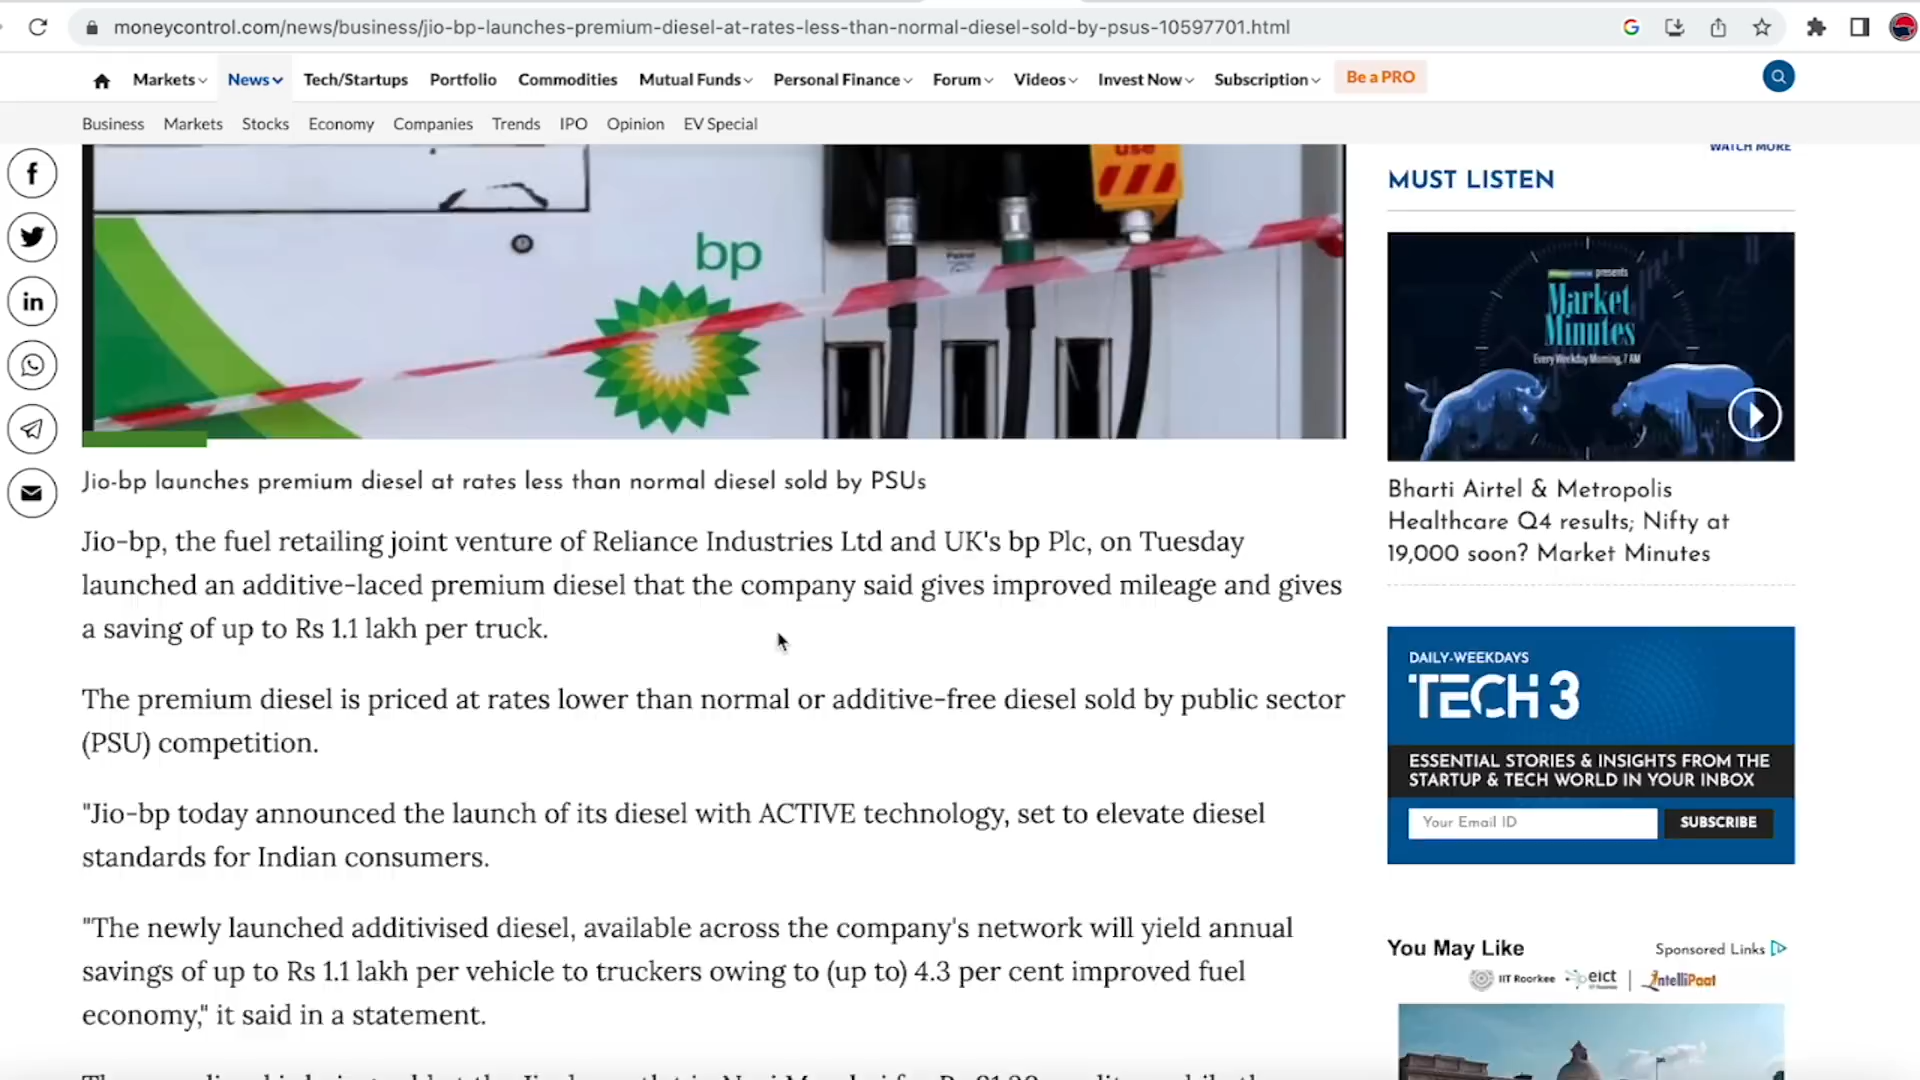 moneycontrol.com/news/business/jio-bp-launches-premium-diesel-at-rates-less-than-normal-diesel-sold-by-psus-10597701.html
Markets News Tech/Startups Portfolio Commodities Mutual Funds Personal Finance Forum Videos Invest Now Subscription Be a PRO
Business Markets Stocks Economy Companies Trends IPO Opinion EV Special
use
bp
Petrol
Jio-bp launches premium diesel at rates less than normal diesel sold by PSUs
Jio-bp, the fuel retailing joint venture of Reliance Industries Ltd and UK's bp Plc, on Tuesday
launched an additive-laced premium diesel that the company said gives improved mileage and gives
a saving of up to Rs 1.1 lakh per truck.
The premium diesel is priced at rates lower than normal or additive-free diesel sold by public sector
(PSU) competition.
"Jio-bp today announced the launch of its diesel with ACTIVE technology, set to elevate diesel
standards for Indian consumers.
"The newly launched additivised diesel, available across the company's network will yield annual
savings of up to Rs 1.1 lakh per vehicle to truckers owing to (up to) 4.3 per cent improved fuel
economy," it said in a statement.
WATCH MORE
MUST LISTEN
presents
Market
Minutes
Every Weekday Morning, 7 AM
Bharti Airtel & Metropolis
Healthcare Q4 results; Nifty at
19,000 soon? Market Minutes
DAILY-WEEKDAYS
TECH3
ESSENTIAL STORIES & INSIGHTS FROM THE
STARTUP & TECH WORLD IN YOUR INBOX
Your Email ID SUBSCRIBE
You May Like Sponsored Links
IIT Roorkee eict IntelliPaat